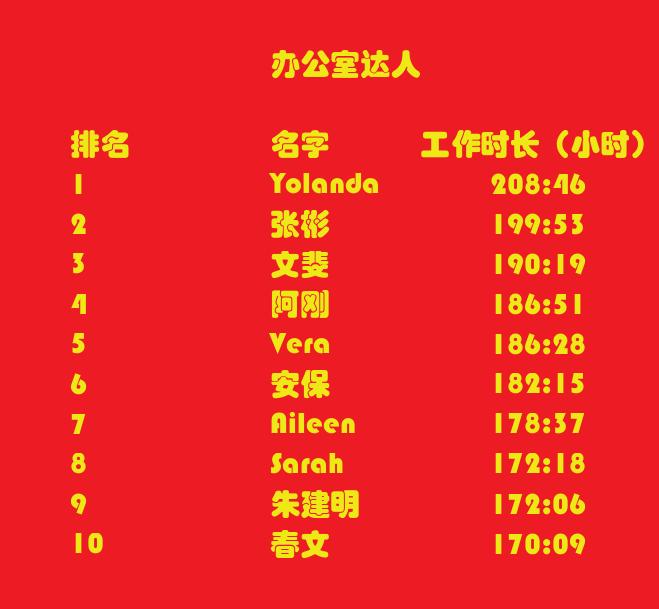 办公室达人
排名 名字 工作时长（小时）
1 Yolanda 208:46
2 张彬 199:53
3 文斐 190:19
4 阿刚 186:51
5 Vera 186:28
6 安保 182:15
7 Aileen 178:37
8 Sarah 172:18
9 朱建明 172:06
10 春文 170:09